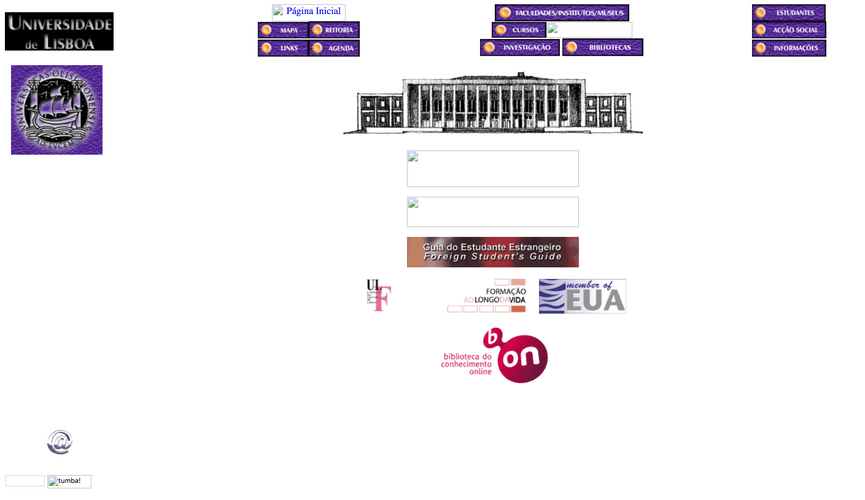 UNIVERSIDADE
de LISBOA
Página Inicial
FACULDADES/INSTITUTOS/MUSEUS
ESTUDANTES
MAPA
REITORIA
CURSOS
ACÇÃO SOCIAL
LINKS
AGENDA
INVESTIGAÇÃO
BIBLIOTECAS
INFORMAÇÕES
Guia do Estudante Estrangeiro
Foreign Student's Guide
ULF
FORMAÇÃO
AO LONGO DA VIDA
member of
EUA
b on
biblioteca do
conhecimento
online
@
tumba!